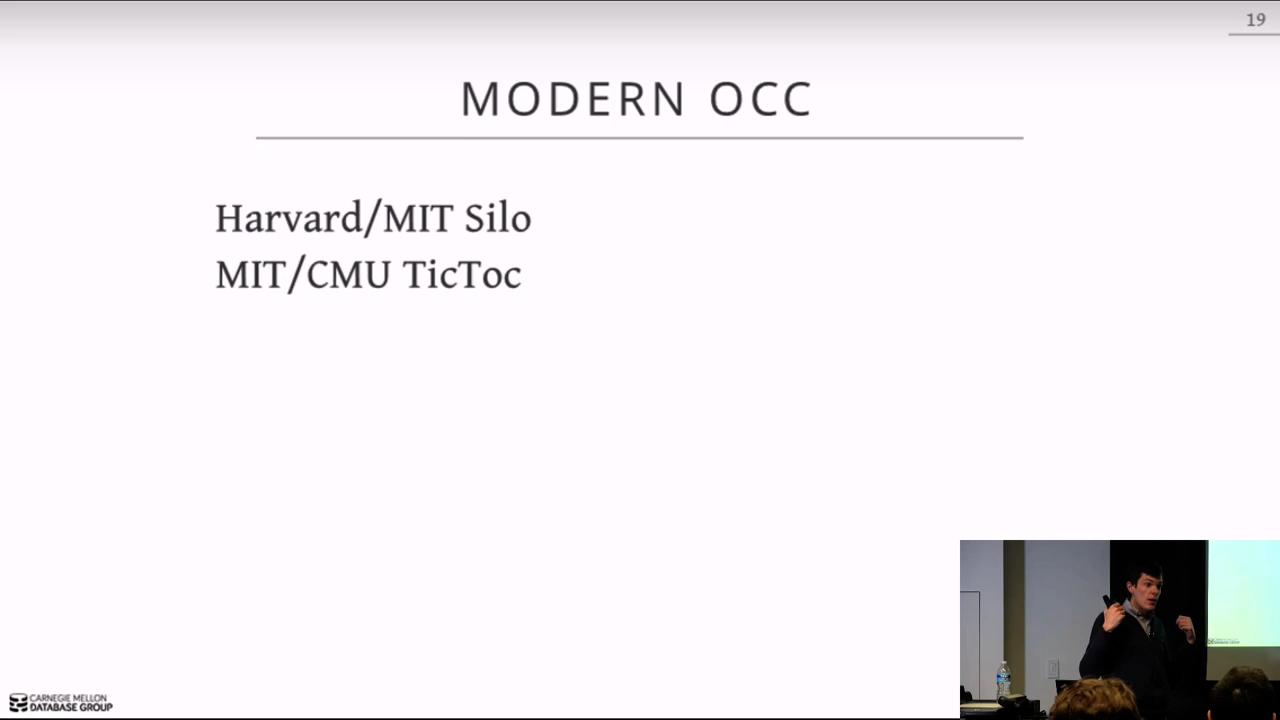 19
MODERN OCC
Harvard/MIT Silo
MIT/CMU TicToc
CARNEGIE MELLON
DATABASE GROUP